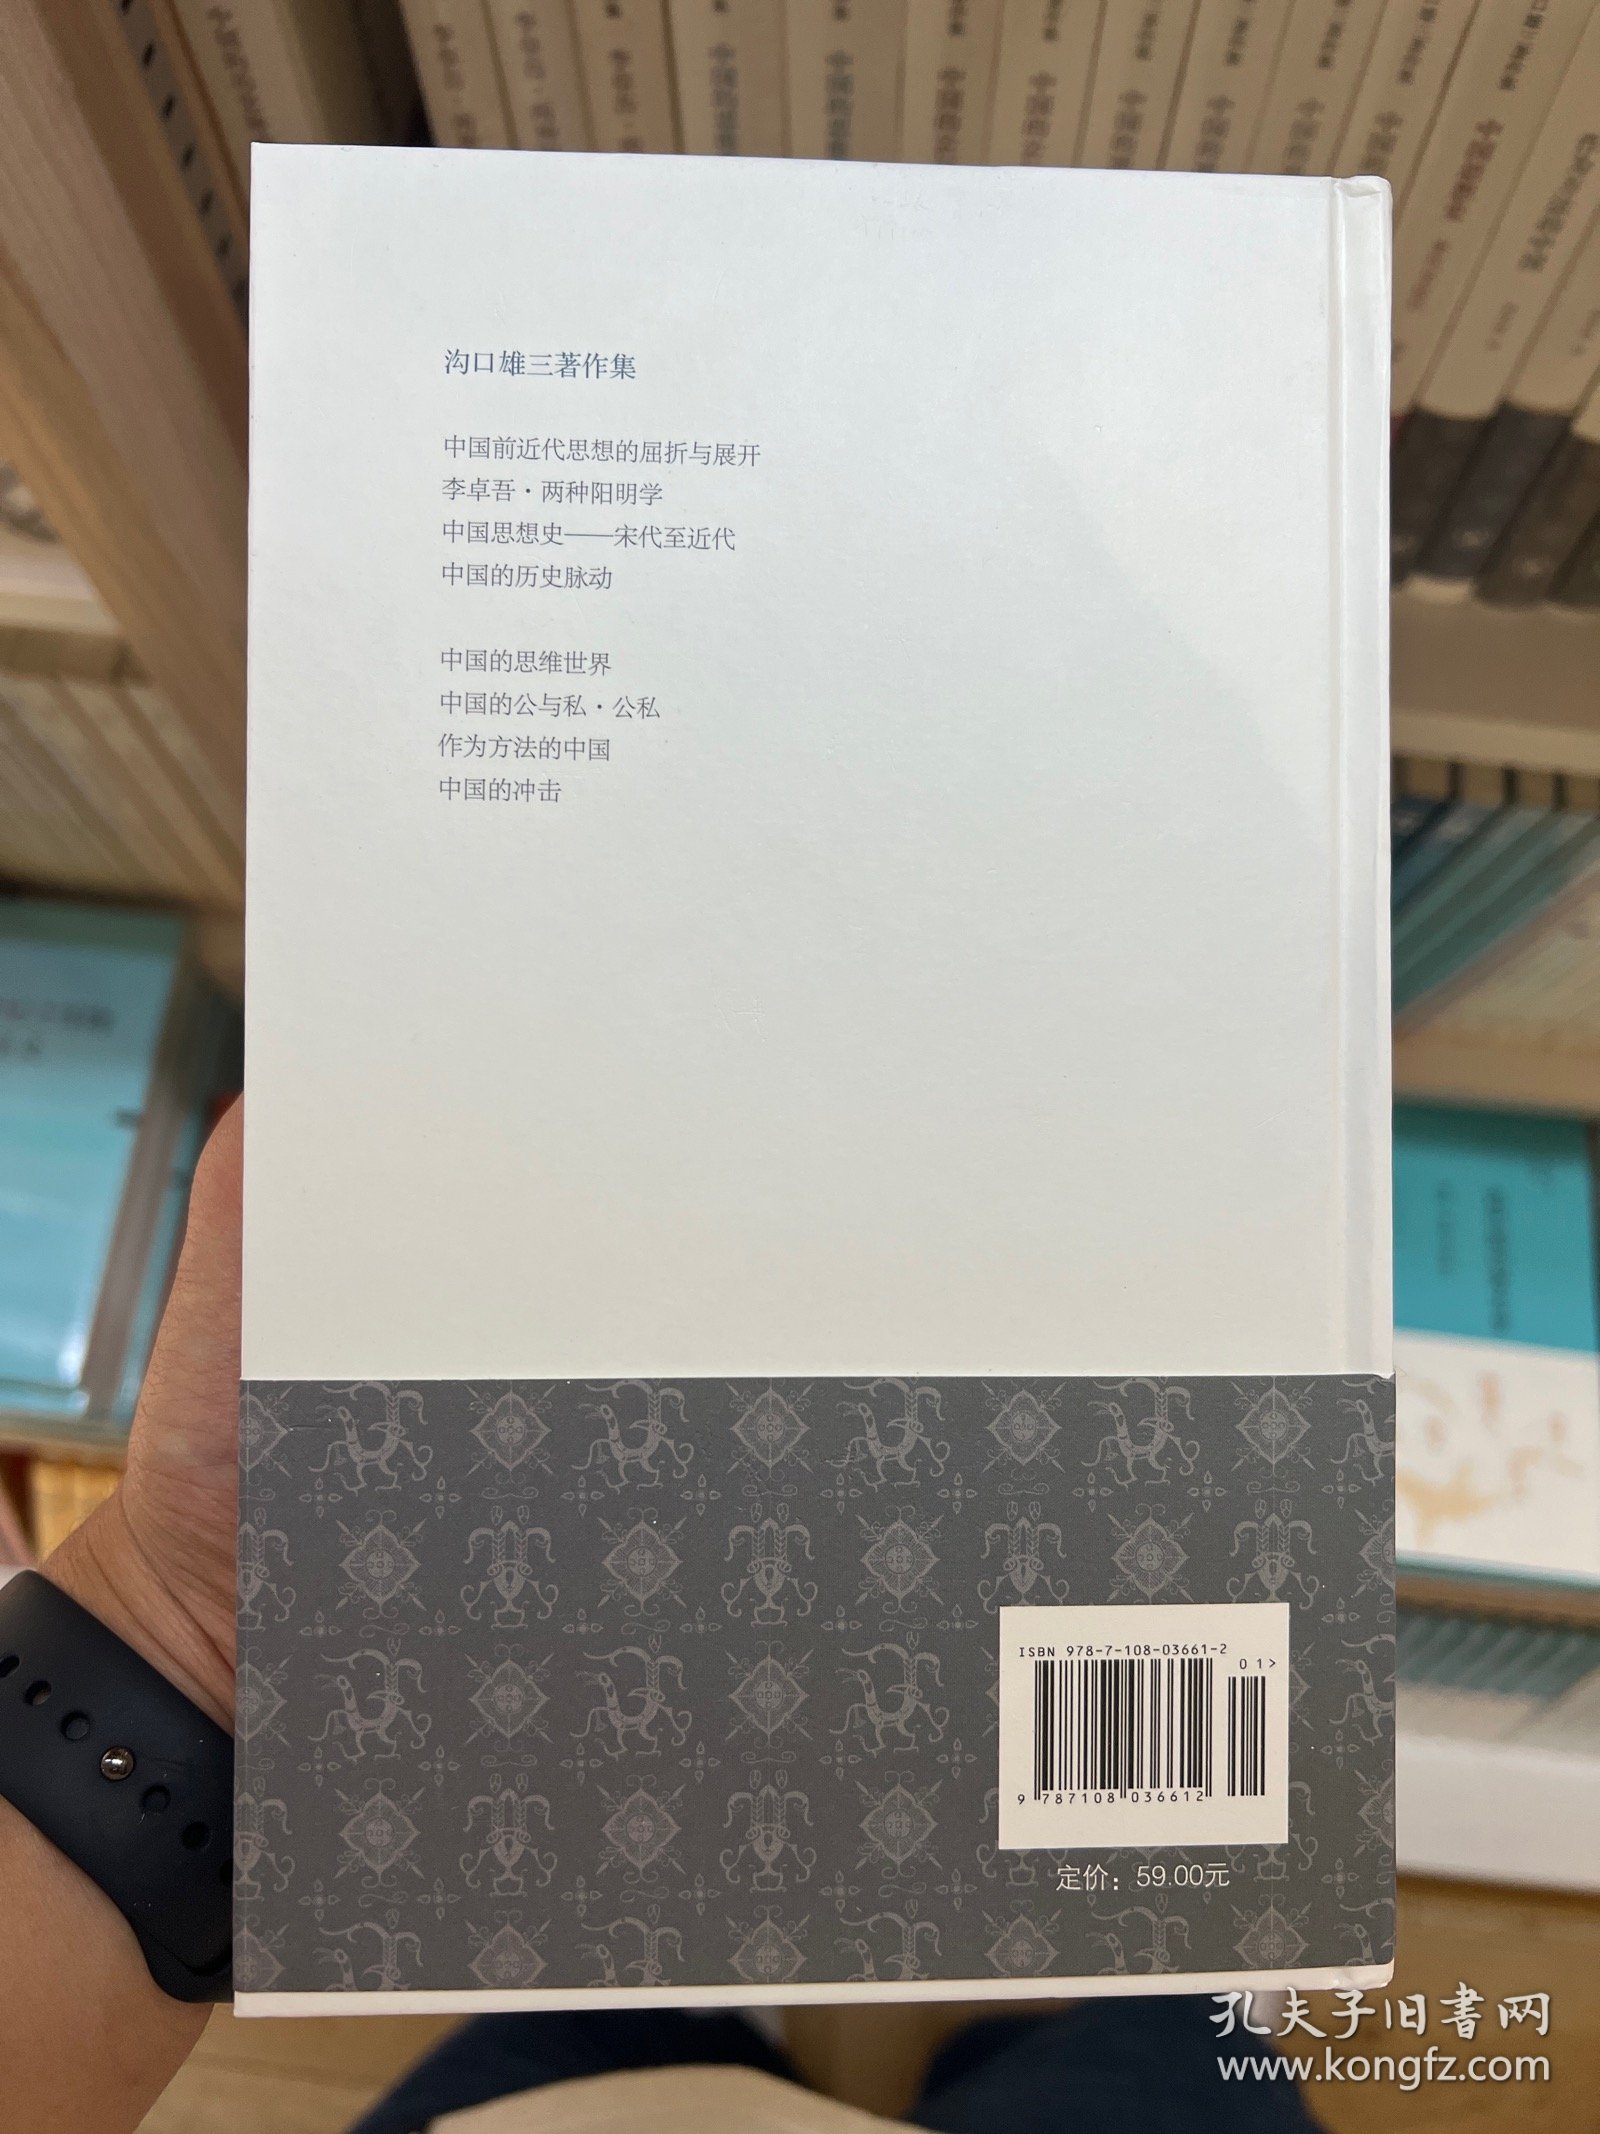 沟口雄三著作集
中国前近代思想的屈折与展开
李卓吾·两种阳明学
中国思想史——宋代至近代
中国的历史脉动
中国的思维世界
中国的公与私·公私
作为方法的中国
中国的冲击
ISBN 978-7-108-03661-2
01>
9 787108 036612
定价：59.00元
孔夫子旧书网
www.kongfz.com